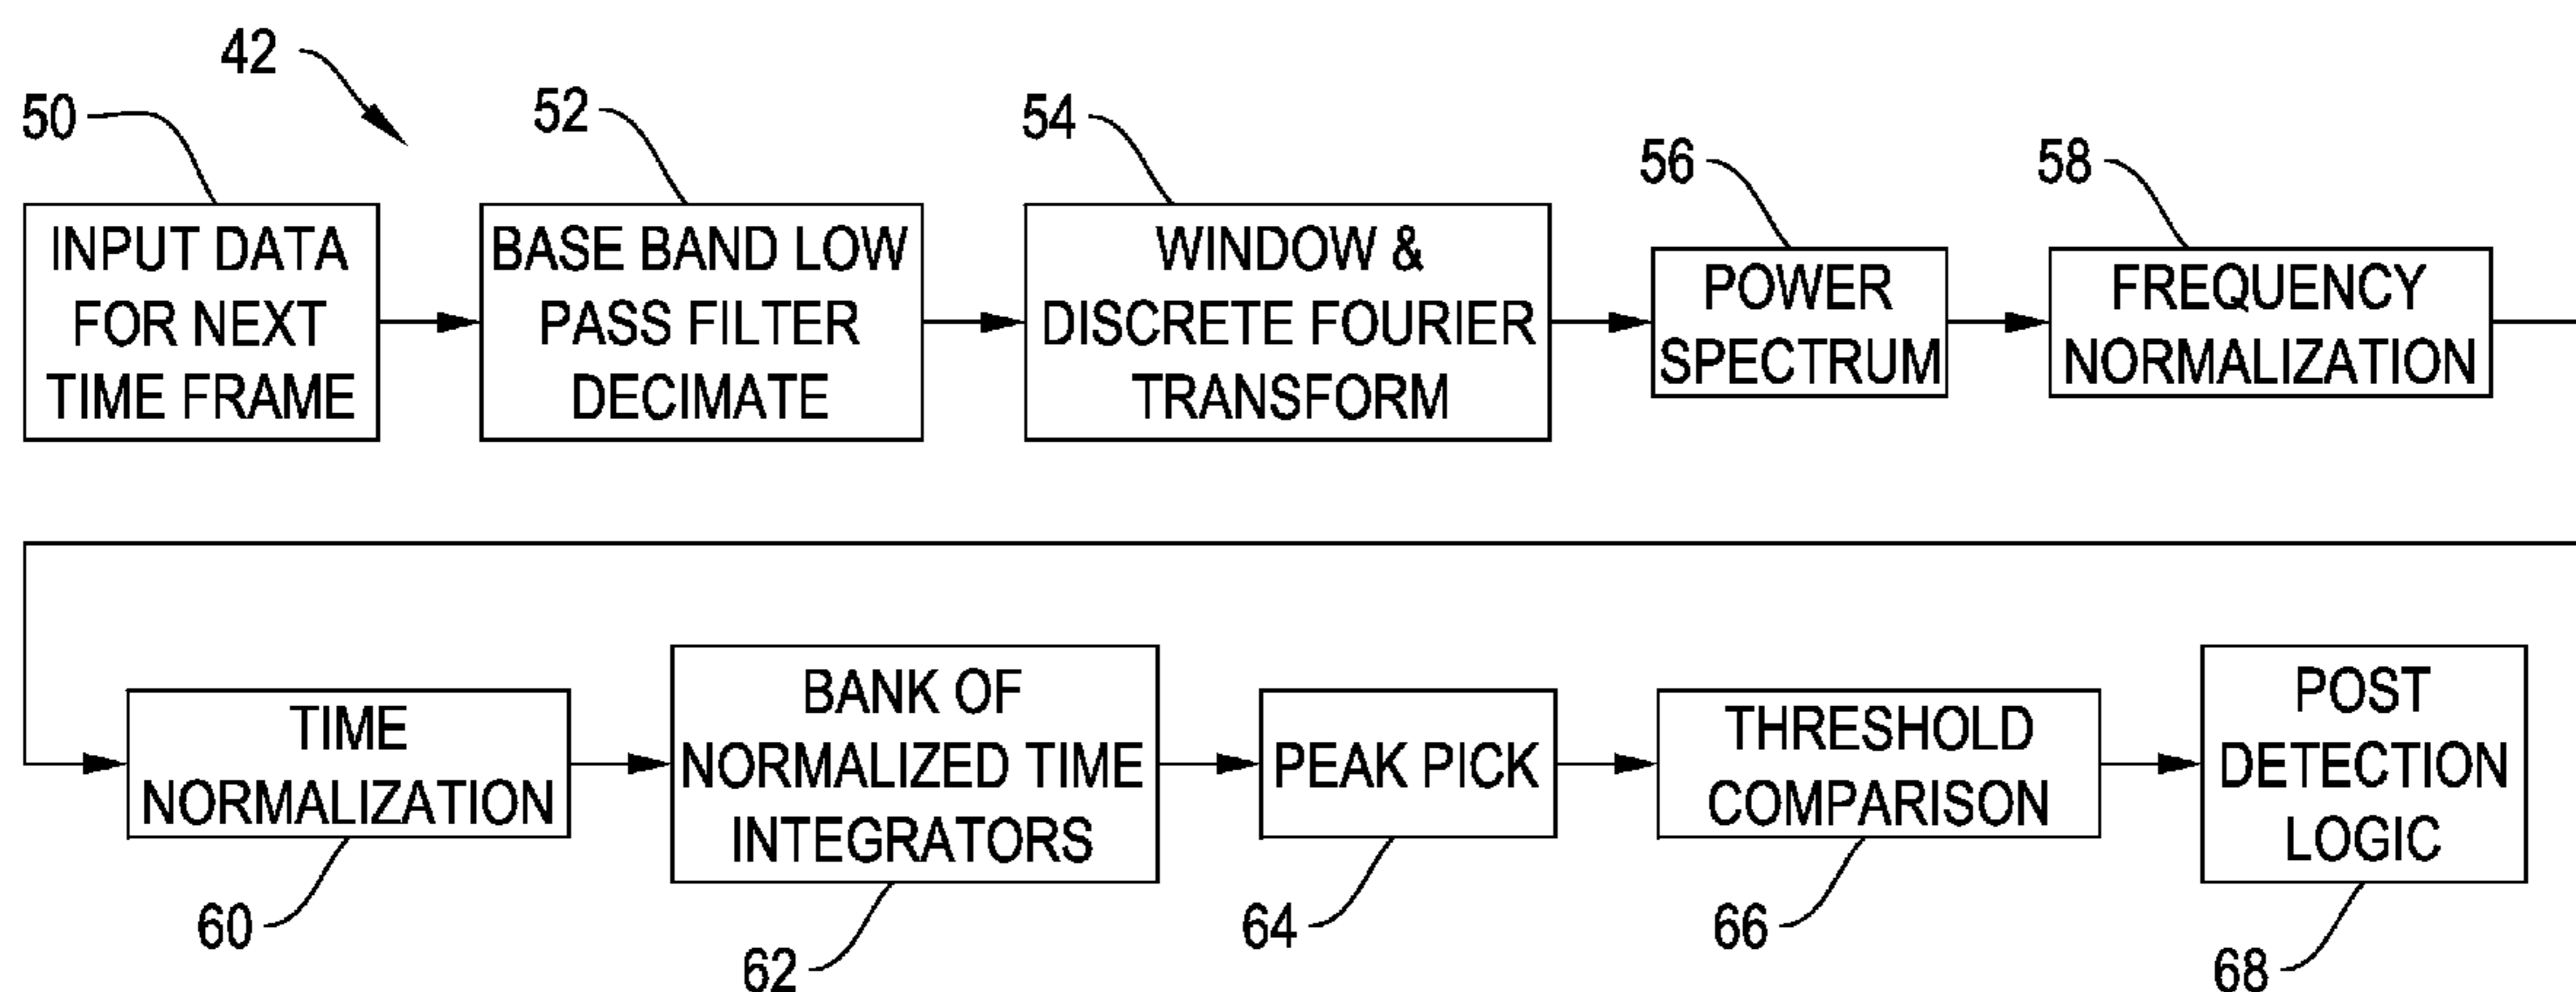 42
50
52
54
56
58
INPUT DATA
FOR NEXT
TIME FRAME
BASE BAND LOW
PASS FILTER
DECIMATE
WINDOW &
DISCRETE FOURIER
TRANSFORM
POWER
SPECTRUM
FREQUENCY
NORMALIZATION
TIME
NORMALIZATION
BANK OF
NORMALIZED TIME
INTEGRATORS
PEAK PICK
THRESHOLD
COMPARISON
POST
DETECTION
LOGIC
60
62
64
66
68